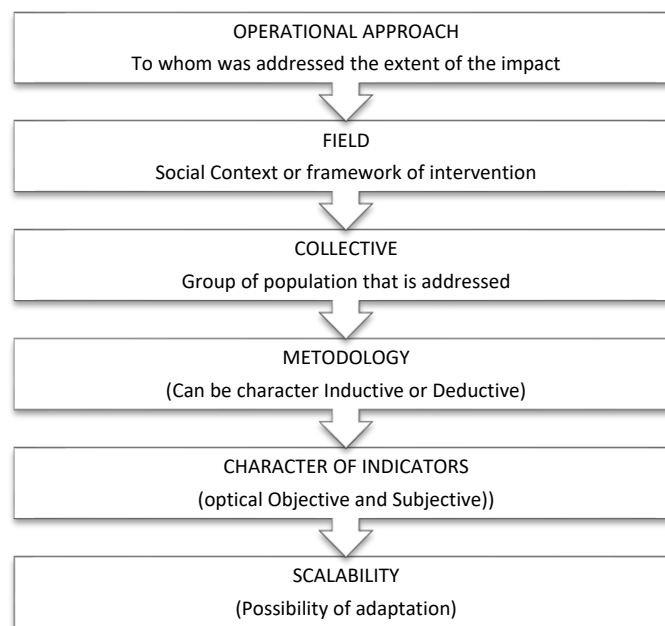 OPERATIONAL APPROACH
To whom was addressed the extent of the impact
FIELD
Social Context or framework of intervention
COLLECTIVE
Group of population that is addressed
METODOLOGY
(Can be character Inductive or Deductive)
CHARACTER OF INDICATORS
(optical Objective and Subjective))
SCALABILITY
(Possibility of adaptation)